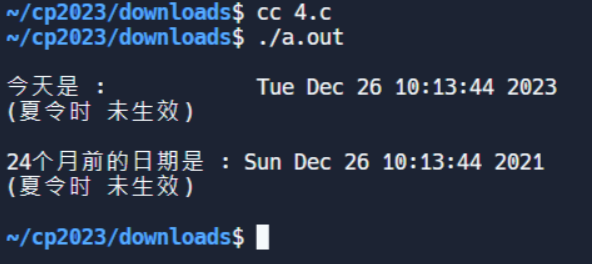 ~/cp2023/downloads$ cc 4.c
~/cp2023/downloads$ ./a.out
今天是 :            Tue Dec 26 10:13:44 2023
(夏令时 未生效)
24个月前的日期是 : Sun Dec 26 10:13:44 2021
(夏令时 未生效)
~/cp2023/downloads$